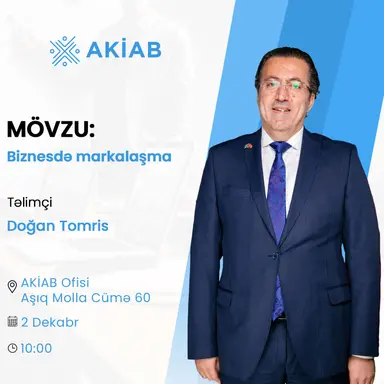 AKİAB
MÖVZU:
Biznesdə markalaşma
Təlimçi
Doğan Tomris
AKİAB Ofisi
Aşıq Molla Cümə 60
2 Dekabr
10:00